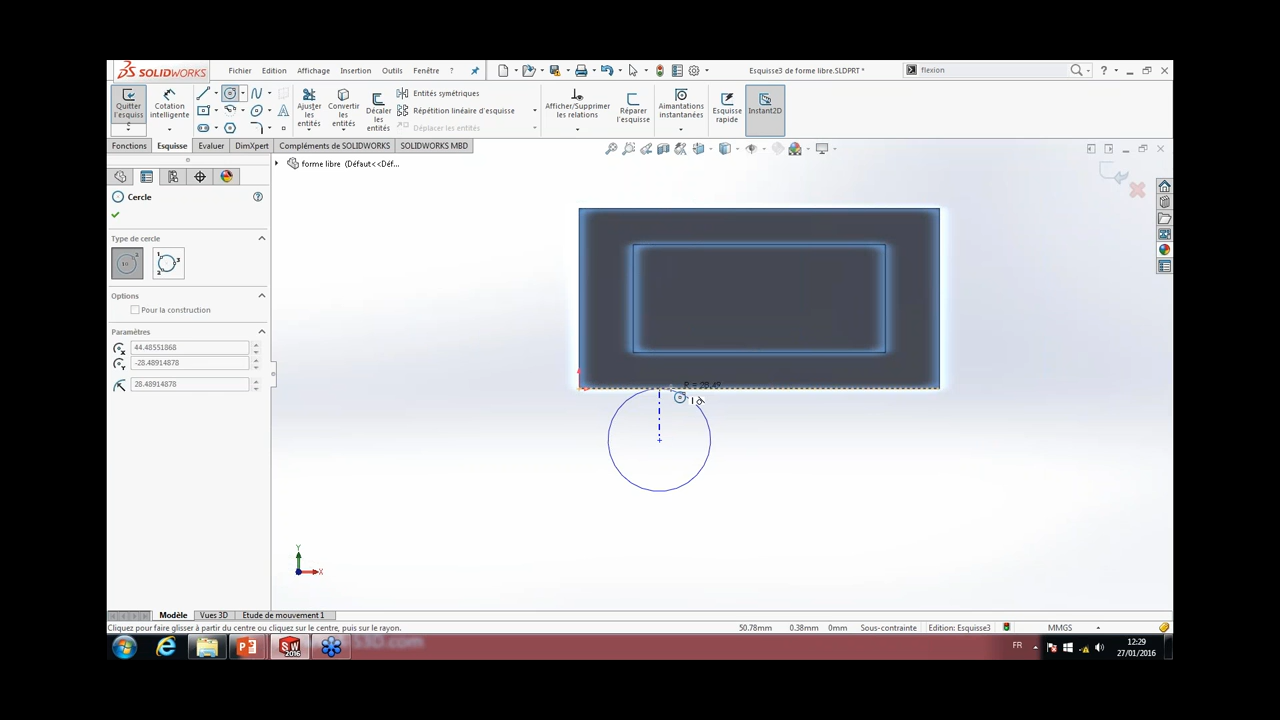 SOLIDWORKS Fichier Edition Affichage Insertion Outils Fenêtre ? Esquisse3 de forme libre.SLDPRT * flexion
Quitter l'esquisse Cotation intelligente Ajuster les entités Convertir les entités Décaler les entités Entités symétriques Répétition linéaire d'esquisse Déplacer les entités Afficher/Supprimer les relations Réparer l'esquisse Aimantations instantanées Esquisse rapide Instant2D
Fonctions Esquisse Evaluer DimXpert Compléments de SOLIDWORKS SOLIDWORKS MBD
forme libre (Défaut<<Déf...
Cercle ?
Type de cercle
Options
Pour la construction
Paramètres
44.48551868
-28.48914878
28.48914878
R = 28.49
Y
X
Modèle Vues 3D Etude de mouvement 1
Cliquez pour faire glisser à partir du centre ou cliquez sur le centre, puis sur le rayon. 50.78mm 0.38mm 0mm Sous-contrainte Edition: Esquisse3 MMGS
SW 2016 FR 12:29
27/01/2016